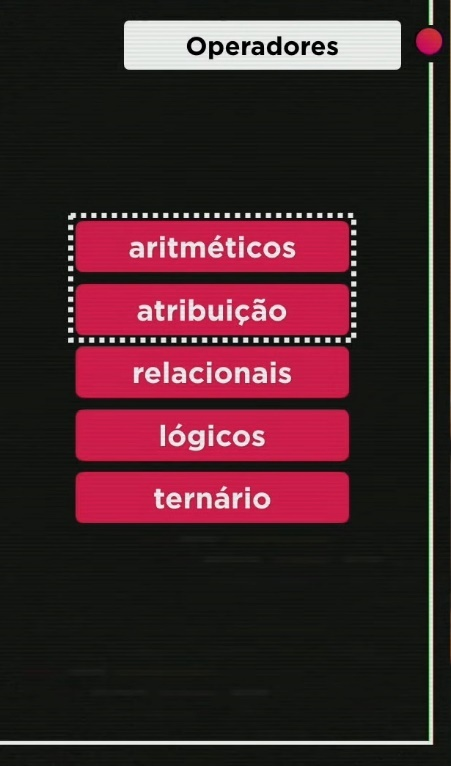 Operadores
aritméticos
atribuição
relacionais
lógicos
ternário